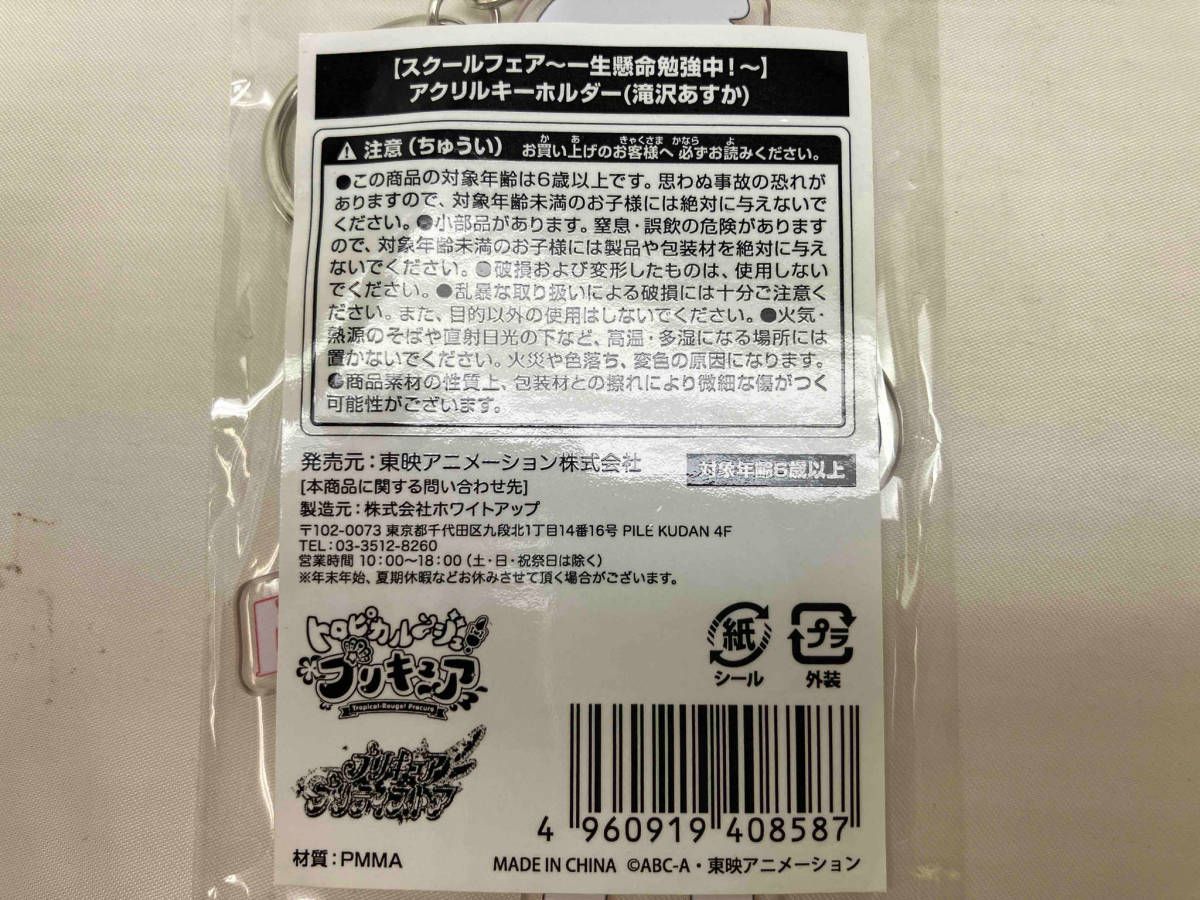 【スクールフェア～一生懸命勉強中！～】
アクリルキーホルダー(滝沢あすか)
⚠ 注意（ちゅうい） お買い上げのお客様へ 必ずお読みください。
か あ きゃくさま かなら よ
●この商品の対象年齢は6歳以上です。思わぬ事故の恐れが
ありますので、対象年齢未満のお子様には絶対に与えないで
ください。●小部品があります。窒息・誤飲の危険があります
ので、対象年齢未満のお子様には製品や包装材を絶対に与え
ないでください。●破損および変形したものは、使用しない
でください。●乱暴な取り扱いによる破損には十分ご注意く
ださい。また、目的以外の使用はしないでください。●火気・
熱源のそばや直射日光の下など、高温・多湿になる場所には
置かないでください。火災や色落ち、変色の原因になります。
●商品素材の性質上、包装材との擦れにより微細な傷がつく
可能性がございます。
発売元：東映アニメーション株式会社
対象年齢6歳以上
[本商品に関する問い合わせ先]
製造元：株式会社ホワイトアップ
〒102-0073 東京都千代田区九段北1丁目14番16号 PILE KUDAN 4F
TEL：03-3512-8260
営業時間 10：00～18：00（土・日・祝祭日は除く）
※年末年始、夏期休暇などお休みさせて頂く場合がございます。
トロピカル～ジュ
プリキュア
Tropical-Rouge! Precure
プリキュア
プリティストア
紙
シール
プラ
外装
4 960919 408587
材質：PMMA
MADE IN CHINA ©ABC-A・東映アニメーション